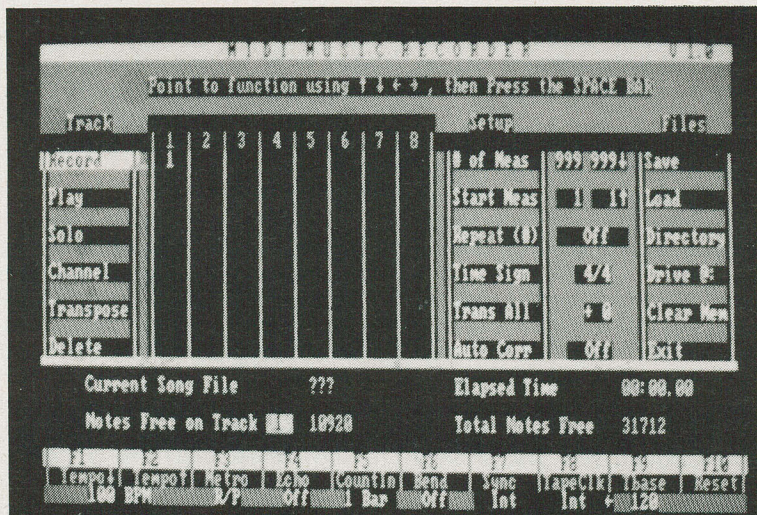 MIDI MUSIC RECORDER V 1.0
Point to function using ↑ ↓ ← → , then Press the SPACE BAR
Track Setup Files
1 2 3 4 5 6 7 8
Record 1 # of Meas 999 999↓ Save
Play Start Meas 1 1↑ Load
Solo Repeat (#) Off Directory
Channel Time Sign 4/4 Drive
Transpose Trans All + 0 Clear Mem
Delete Auto Corr Off Exit
Current Song File ??? Elapsed Time 00:00.00
Notes Free on Track 1 10920 Total Notes Free 31712
F1 F2 F3 F4 F5 F6 F7 F8 F9 F10
Tempo↓ Tempo↑ Metro Echo CountIn Bend Sync TapeClk Tbase Reset
100 BPM R/P Off 1 Bar Off Int Int 120